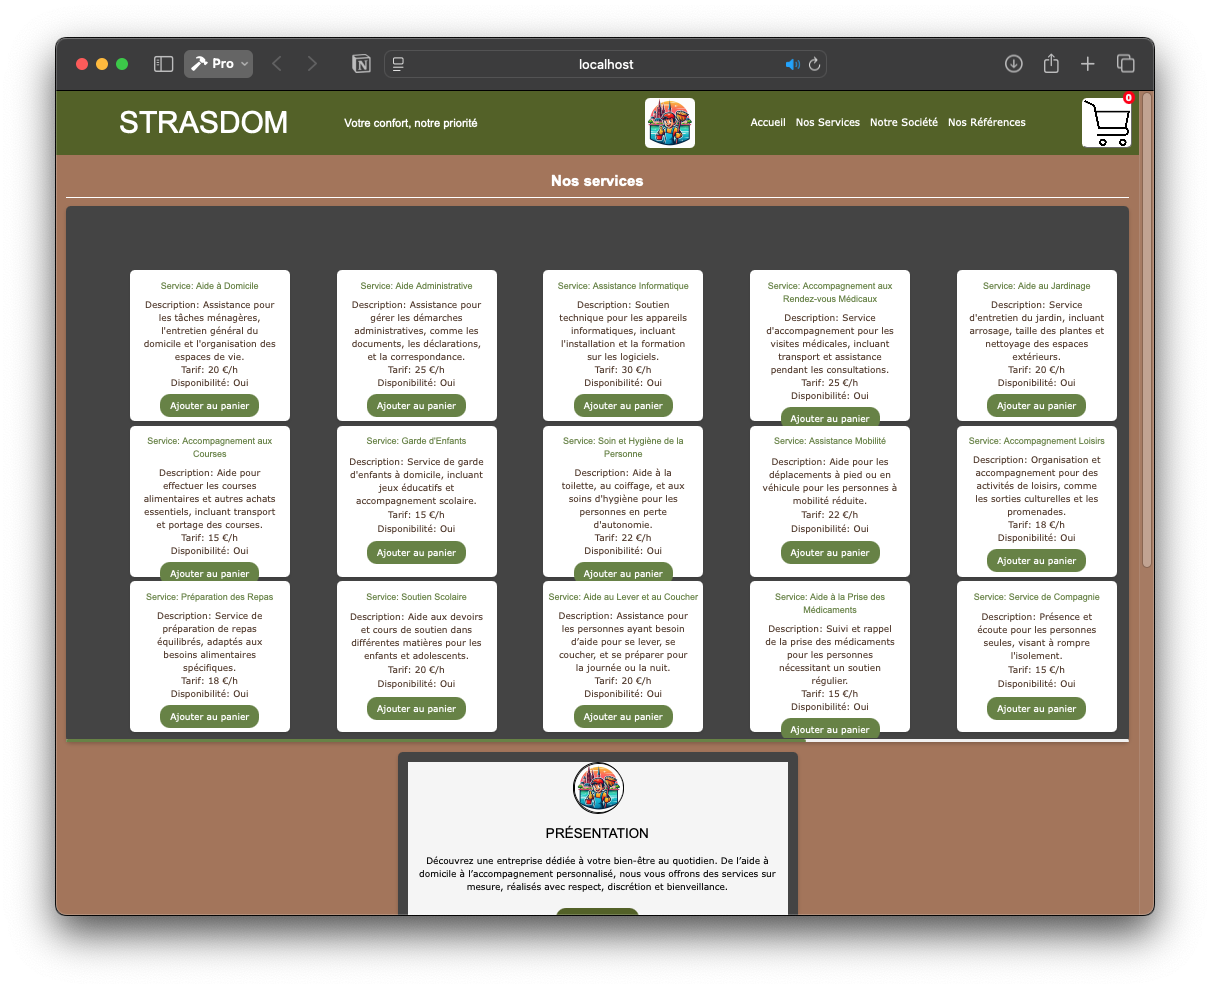 Pro
localhost
0
STRASDOM
Votre confort, notre priorité
Accueil Nos Services Notre Société Nos Références
Nos services
Service: Aide à Domicile
Description: Assistance pour
les tâches ménagères,
l'entretien général du
domicile et l'organisation des
espaces de vie.
Tarif: 20 €/h
Disponibilité: Oui
Ajouter au panier
Service: Aide Administrative
Description: Assistance pour
gérer les démarches
administratives, comme les
documents, les déclarations,
et la correspondance.
Tarif: 25 €/h
Disponibilité: Oui
Ajouter au panier
Service: Assistance Informatique
Description: Soutien
technique pour les appareils
informatiques, incluant
l'installation et la formation
sur les logiciels.
Tarif: 30 €/h
Disponibilité: Oui
Ajouter au panier
Service: Accompagnement aux
Rendez-vous Médicaux
Description: Service
d'accompagnement pour les
visites médicales, incluant
transport et assistance
pendant les consultations.
Tarif: 25 €/h
Disponibilité: Oui
Ajouter au panier
Service: Aide au Jardinage
Description: Service
d'entretien du jardin, incluant
arrosage, taille des plantes et
nettoyage des espaces
extérieurs.
Tarif: 20 €/h
Disponibilité: Oui
Ajouter au panier
Service: Accompagnement aux
Courses
Description: Aide pour
effectuer les courses
alimentaires et autres achats
essentiels, incluant transport
et portage des courses.
Tarif: 15 €/h
Disponibilité: Oui
Ajouter au panier
Service: Garde d'Enfants
Description: Service de garde
d'enfants à domicile, incluant
jeux éducatifs et
accompagnement scolaire.
Tarif: 15 €/h
Disponibilité: Oui
Ajouter au panier
Service: Soin et Hygiène de la
Personne
Description: Aide à la
toilette, au coiffage, et aux
soins d'hygiène pour les
personnes en perte
d'autonomie.
Tarif: 22 €/h
Disponibilité: Oui
Ajouter au panier
Service: Assistance Mobilité
Description: Aide pour les
déplacements à pied ou en
véhicule pour les personnes à
mobilité réduite.
Tarif: 22 €/h
Disponibilité: Oui
Ajouter au panier
Service: Accompagnement Loisirs
Description: Organisation et
accompagnement pour des
activités de loisirs, comme
les sorties culturelles et les
promenades.
Tarif: 18 €/h
Disponibilité: Oui
Ajouter au panier
Service: Préparation des Repas
Description: Service de
préparation de repas
équilibrés, adaptés aux
besoins alimentaires
spécifiques.
Tarif: 18 €/h
Disponibilité: Oui
Ajouter au panier
Service: Soutien Scolaire
Description: Aide aux devoirs
et cours de soutien dans
différentes matières pour les
enfants et adolescents.
Tarif: 20 €/h
Disponibilité: Oui
Ajouter au panier
Service: Aide au Lever et au Coucher
Description: Assistance pour
les personnes ayant besoin
d’aide pour se lever, se
coucher, et se préparer pour
la journée ou la nuit.
Tarif: 20 €/h
Disponibilité: Oui
Ajouter au panier
Service: Aide à la Prise des
Médicaments
Description: Suivi et rappel
de la prise des médicaments
pour les personnes
nécessitant un soutien
régulier.
Tarif: 15 €/h
Disponibilité: Oui
Ajouter au panier
Service: Service de Compagnie
Description: Présence et
écoute pour les personnes
seules, visant à rompre
l'isolement.
Tarif: 15 €/h
Disponibilité: Oui
Ajouter au panier
PRÉSENTATION
Découvrez une entreprise dédiée à votre bien-être au quotidien. De l’aide à
domicile à l’accompagnement personnalisé, nous vous offrons des services sur
mesure, réalisés avec respect, discrétion et bienveillance.